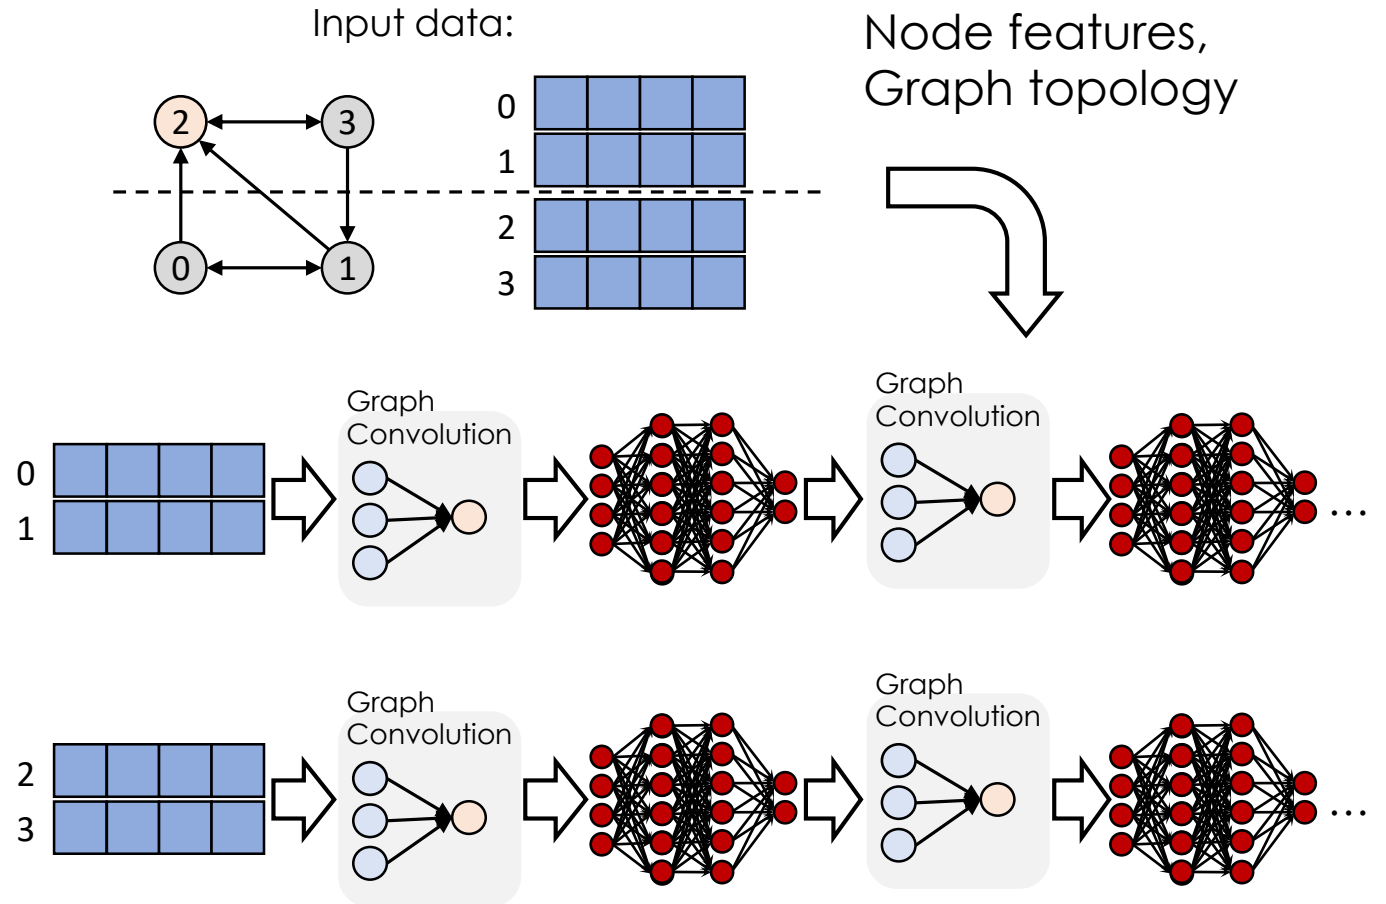 Input data:
Node features,
Graph topology
2
3
0
1
0
1
2
3
0
1
Graph
Convolution
Graph
Convolution
...
2
3
Graph
Convolution
Graph
Convolution
...